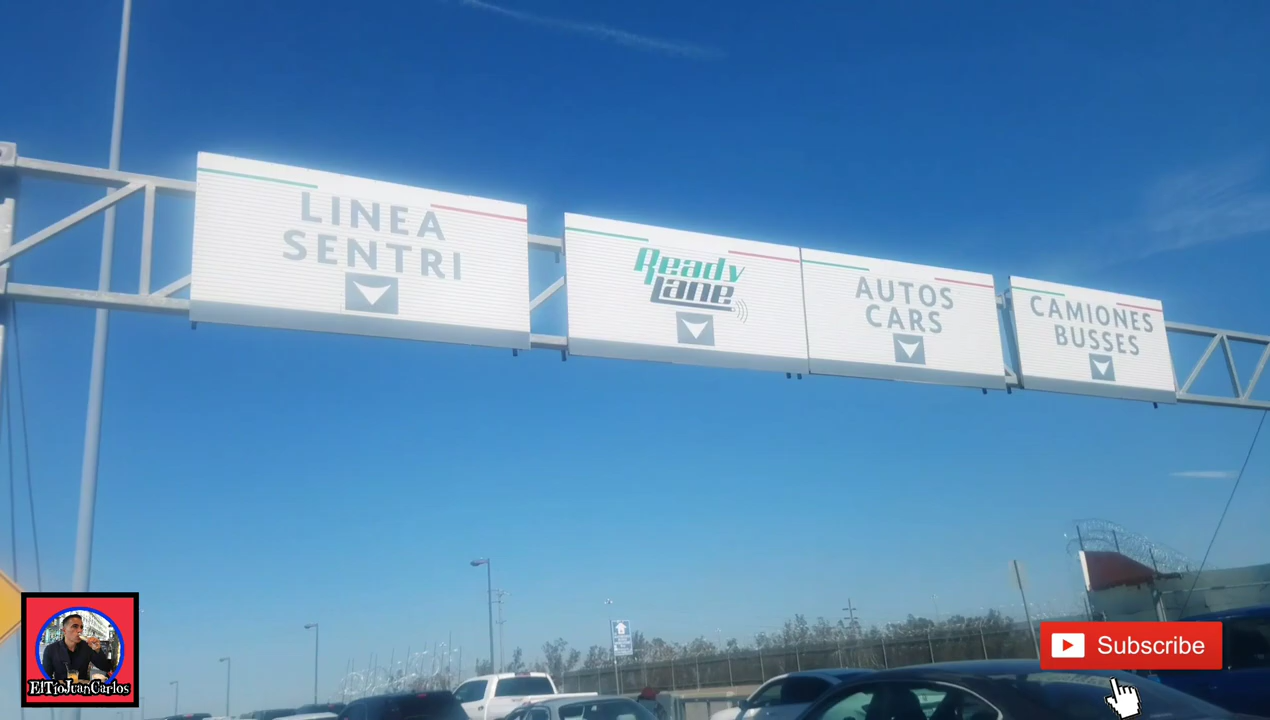 LINEA
SENTRI
Ready
Lane
AUTOS
CARS
CAMIONES
BUSSES
ElTioJuanCarlos
Subscribe